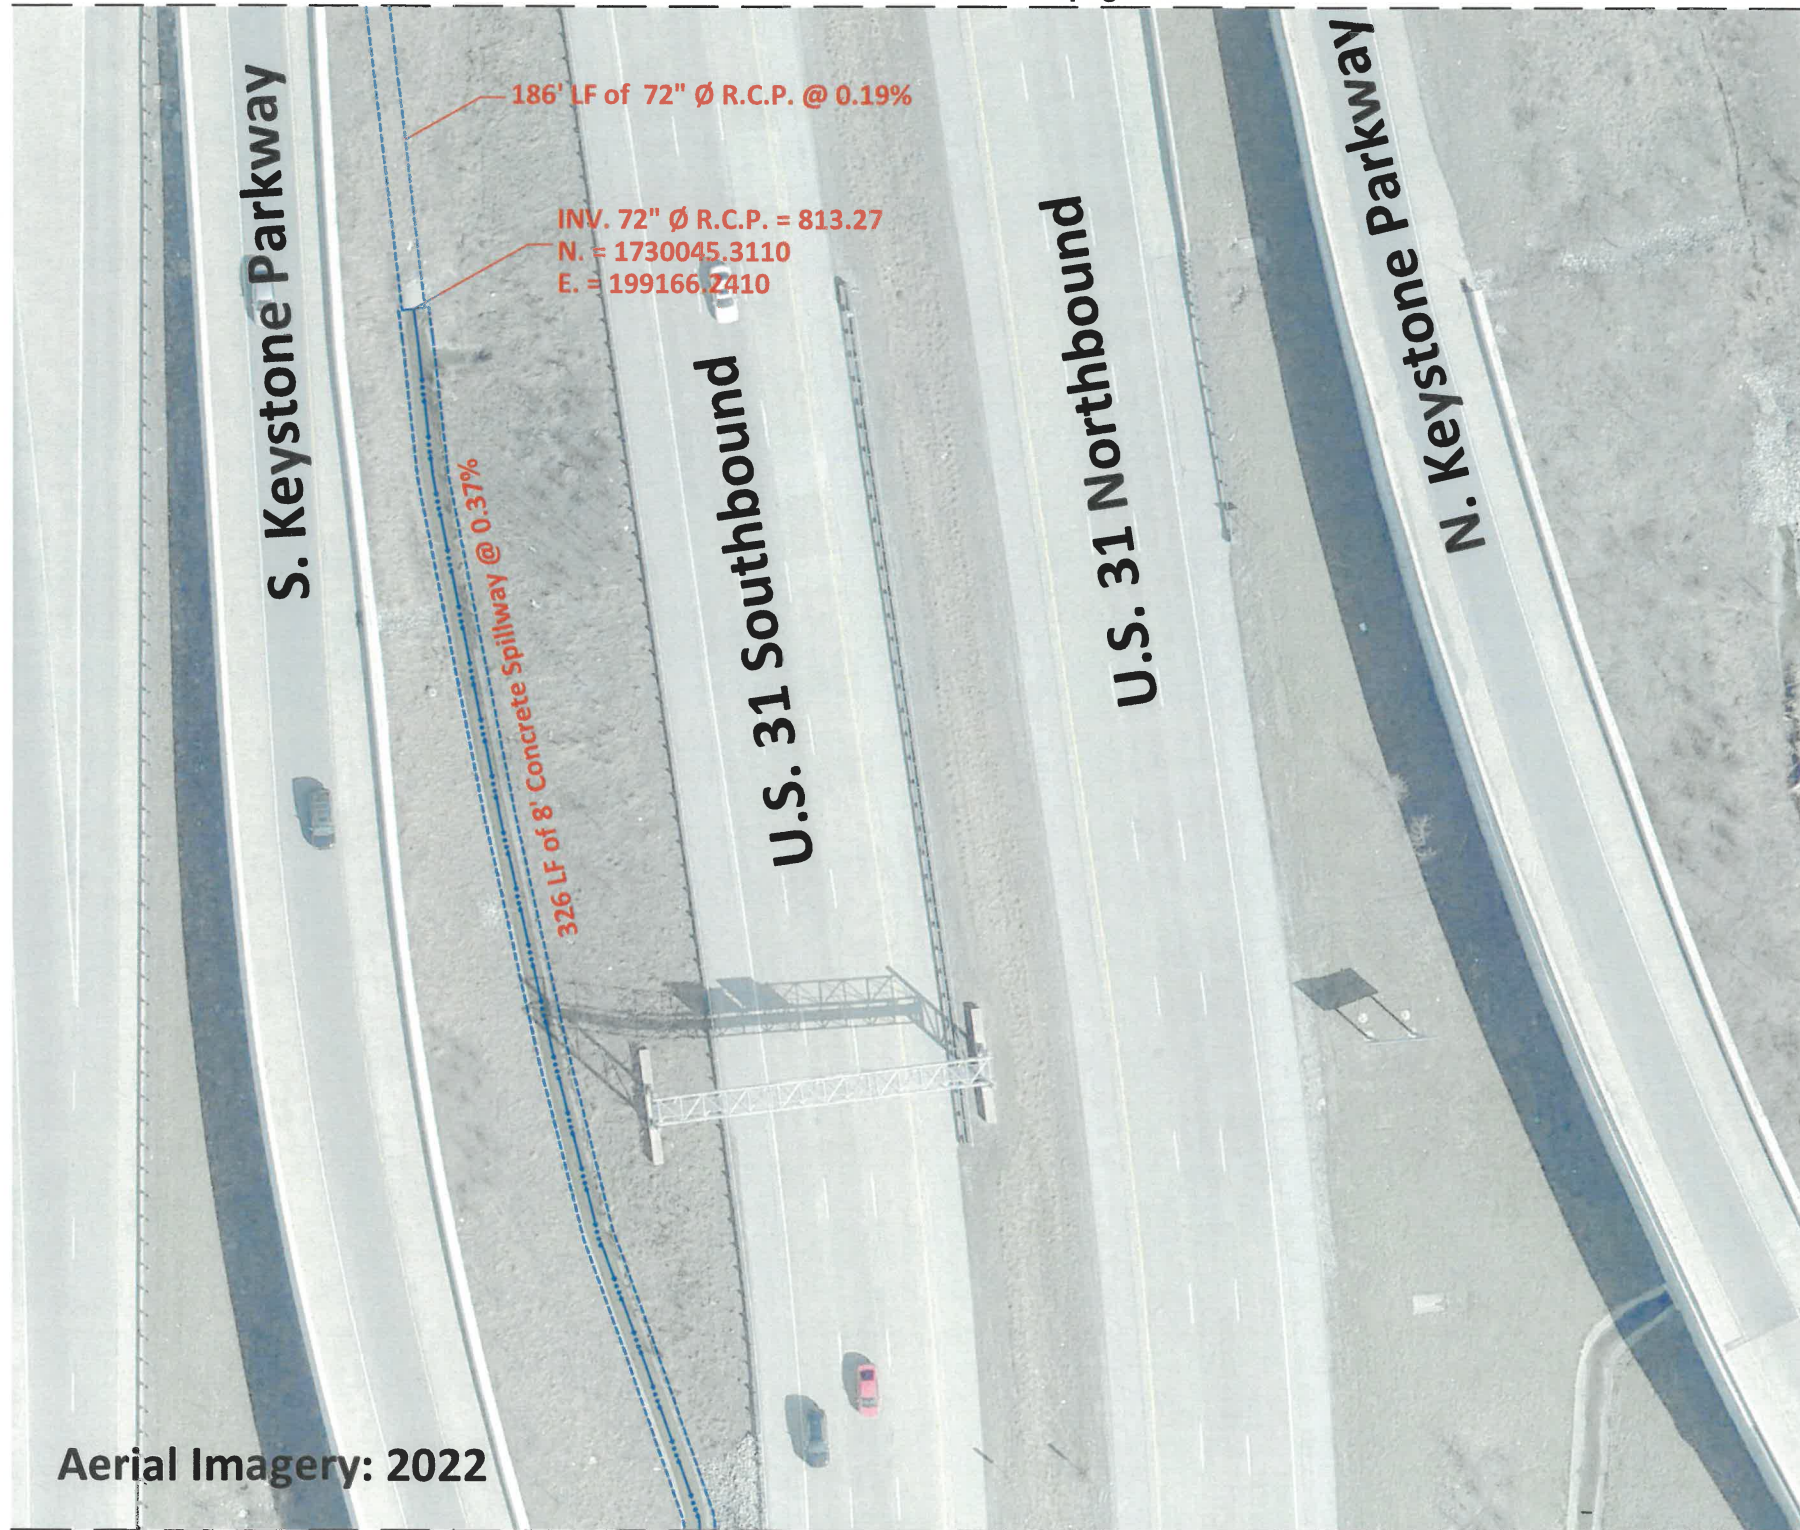 186' LF of 72" Ø R.C.P. @ 0.19%
INV. 72" Ø R.C.P. = 813.27
N. = 1730045.3110
E. = 199166.2410
S. Keystone Parkway
326 LF of 8' Concrete Spillway @ 0.37%
U.S. 31 Southbound
U.S. 31 Northbound
N. Keystone Parkway
Aerial Imagery: 2022